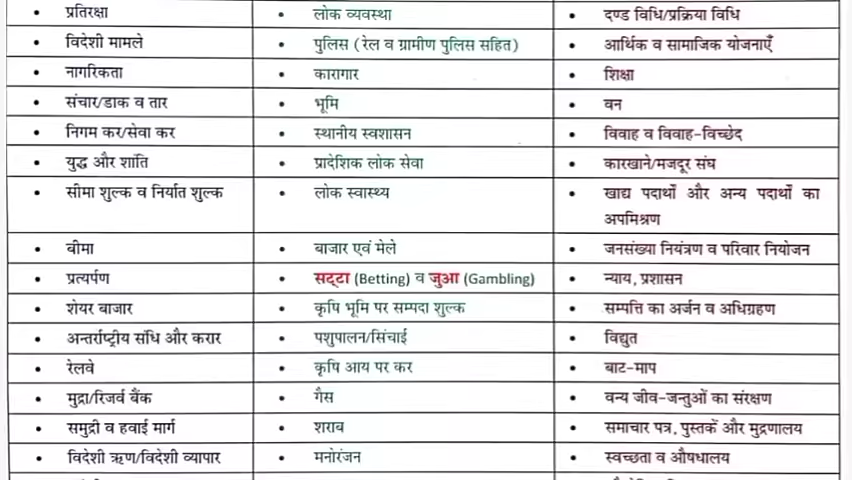 प्रतिरक्षा
लोक व्यवस्था
दण्ड विधि/प्रक्रिया विधि
विदेशी मामले
पुलिस (रेल व ग्रामीण पुलिस सहित)
आर्थिक व सामाजिक योजनाएँ
नागरिकता
कारागार
शिक्षा
संचार/डाक व तार
भूमि
वन
निगम कर/सेवा कर
स्थानीय स्वशासन
विवाह व विवाह-विच्छेद
युद्ध और शांति
प्रादेशिक लोक सेवा
कारखाने/मजदूर संघ
सीमा शुल्क व निर्यात शुल्क
लोक स्वास्थ्य
खाद्य पदार्थों और अन्य पदार्थों का
अपमिश्रण
बीमा
बाजार एवं मेले
जनसंख्या नियंत्रण व परिवार नियोजन
प्रत्यर्पण
सट्टा (Betting) व जुआ (Gambling)
न्याय, प्रशासन
शेयर बाजार
कृषि भूमि पर सम्पदा शुल्क
सम्पत्ति का अर्जन व अधिग्रहण
अन्तर्राष्ट्रीय संधि और करार
पशुपालन/सिंचाई
विद्युत
रेलवे
कृषि आय पर कर
बाट-माप
मुद्रा/रिजर्व बैंक
गैस
वन्य जीव-जन्तुओं का संरक्षण
समुद्री व हवाई मार्ग
शराब
समाचार पत्र, पुस्तकें और मुद्रणालय
विदेशी ऋण/विदेशी व्यापार
मनोरंजन
स्वच्छता व औषधालय